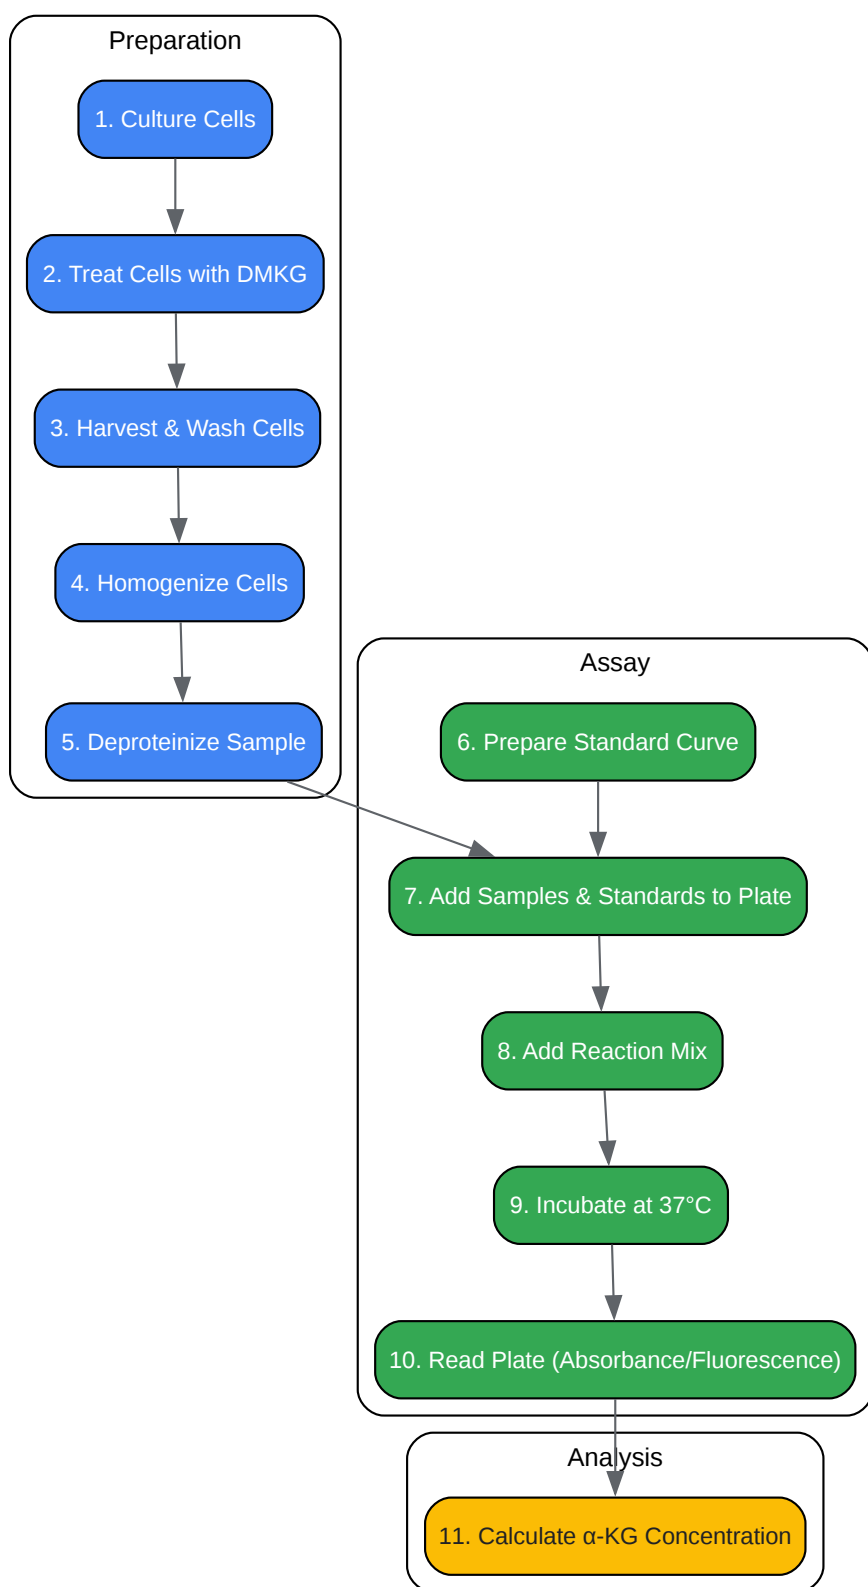 Preparation
1. Culture Cells
2. Treat Cells with DMKG
3. Harvest & Wash Cells
4. Homogenize Cells
5. Deproteinize Sample
Assay
6. Prepare Standard Curve
7. Add Samples & Standards to Plate
8. Add Reaction Mix
9. Incubate at 37°C
10. Read Plate (Absorbance/Fluorescence)
Analysis
11. Calculate α-KG Concentration